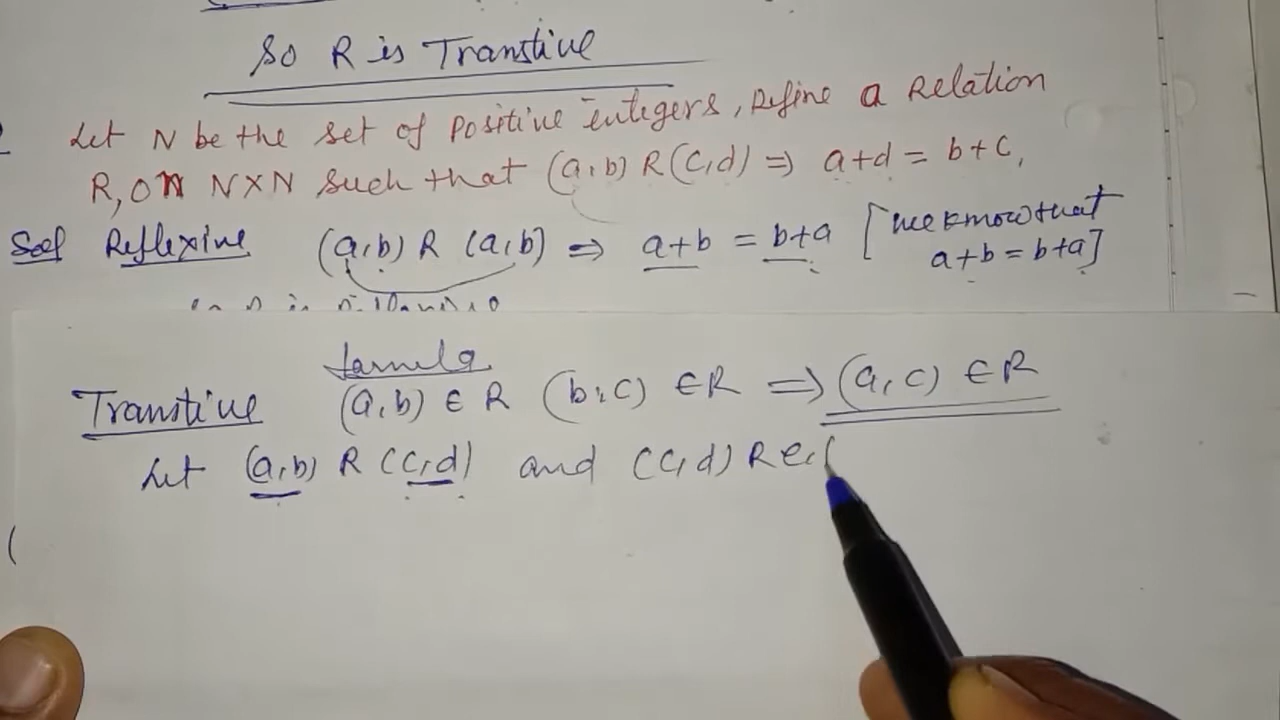 So R is Transtive
Let N be the set of positive integers, Define a Relation
R, on N×N such that (a,b) R (c,d) ⇒ a+d = b+c,
Sol Reflexive (a,b) R (a,b) ⇒ a+b = b+a [we know that
a+b = b+a]
formula
Transtive (a,b) ∈ R (b,c) ∈ R ⇒ (a,c) ∈ R
Let (a,b) R (c,d) and (c,d) R e,f
(